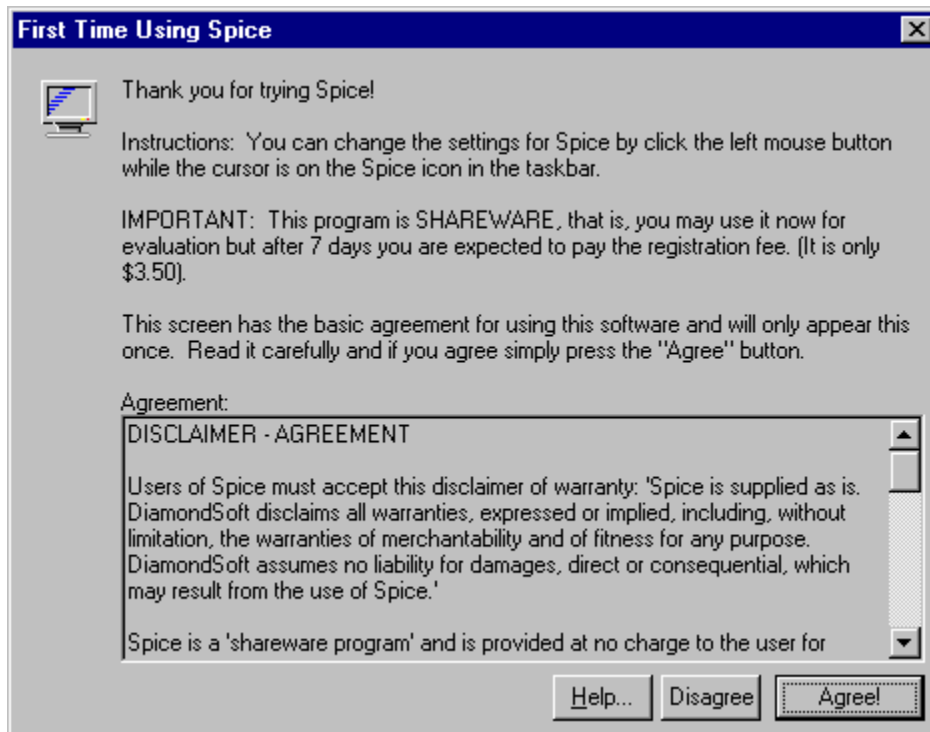 First Time Using Spice
Thank you for trying Spice!
Instructions:  You can change the settings for Spice by click the left mouse button
while the cursor is on the Spice icon in the taskbar.
IMPORTANT:  This program is SHAREWARE, that is, you may use it now for
evaluation but after 7 days you are expected to pay the registration fee. (It is only
$3.50).
This screen has the basic agreement for using this software and will only appear this
once.  Read it carefully and if you agree simply press the "Agree" button.
Agreement:
DISCLAIMER - AGREEMENT
Users of Spice must accept this disclaimer of warranty: 'Spice is supplied as is.
DiamondSoft disclaims all warranties, expressed or implied, including, without
limitation, the warranties of merchantability and of fitness for any purpose.
DiamondSoft assumes no liability for damages, direct or consequential, which
may result from the use of Spice.'
Spice is a 'shareware program' and is provided at no charge to the user for
Help... Disagree Agree!